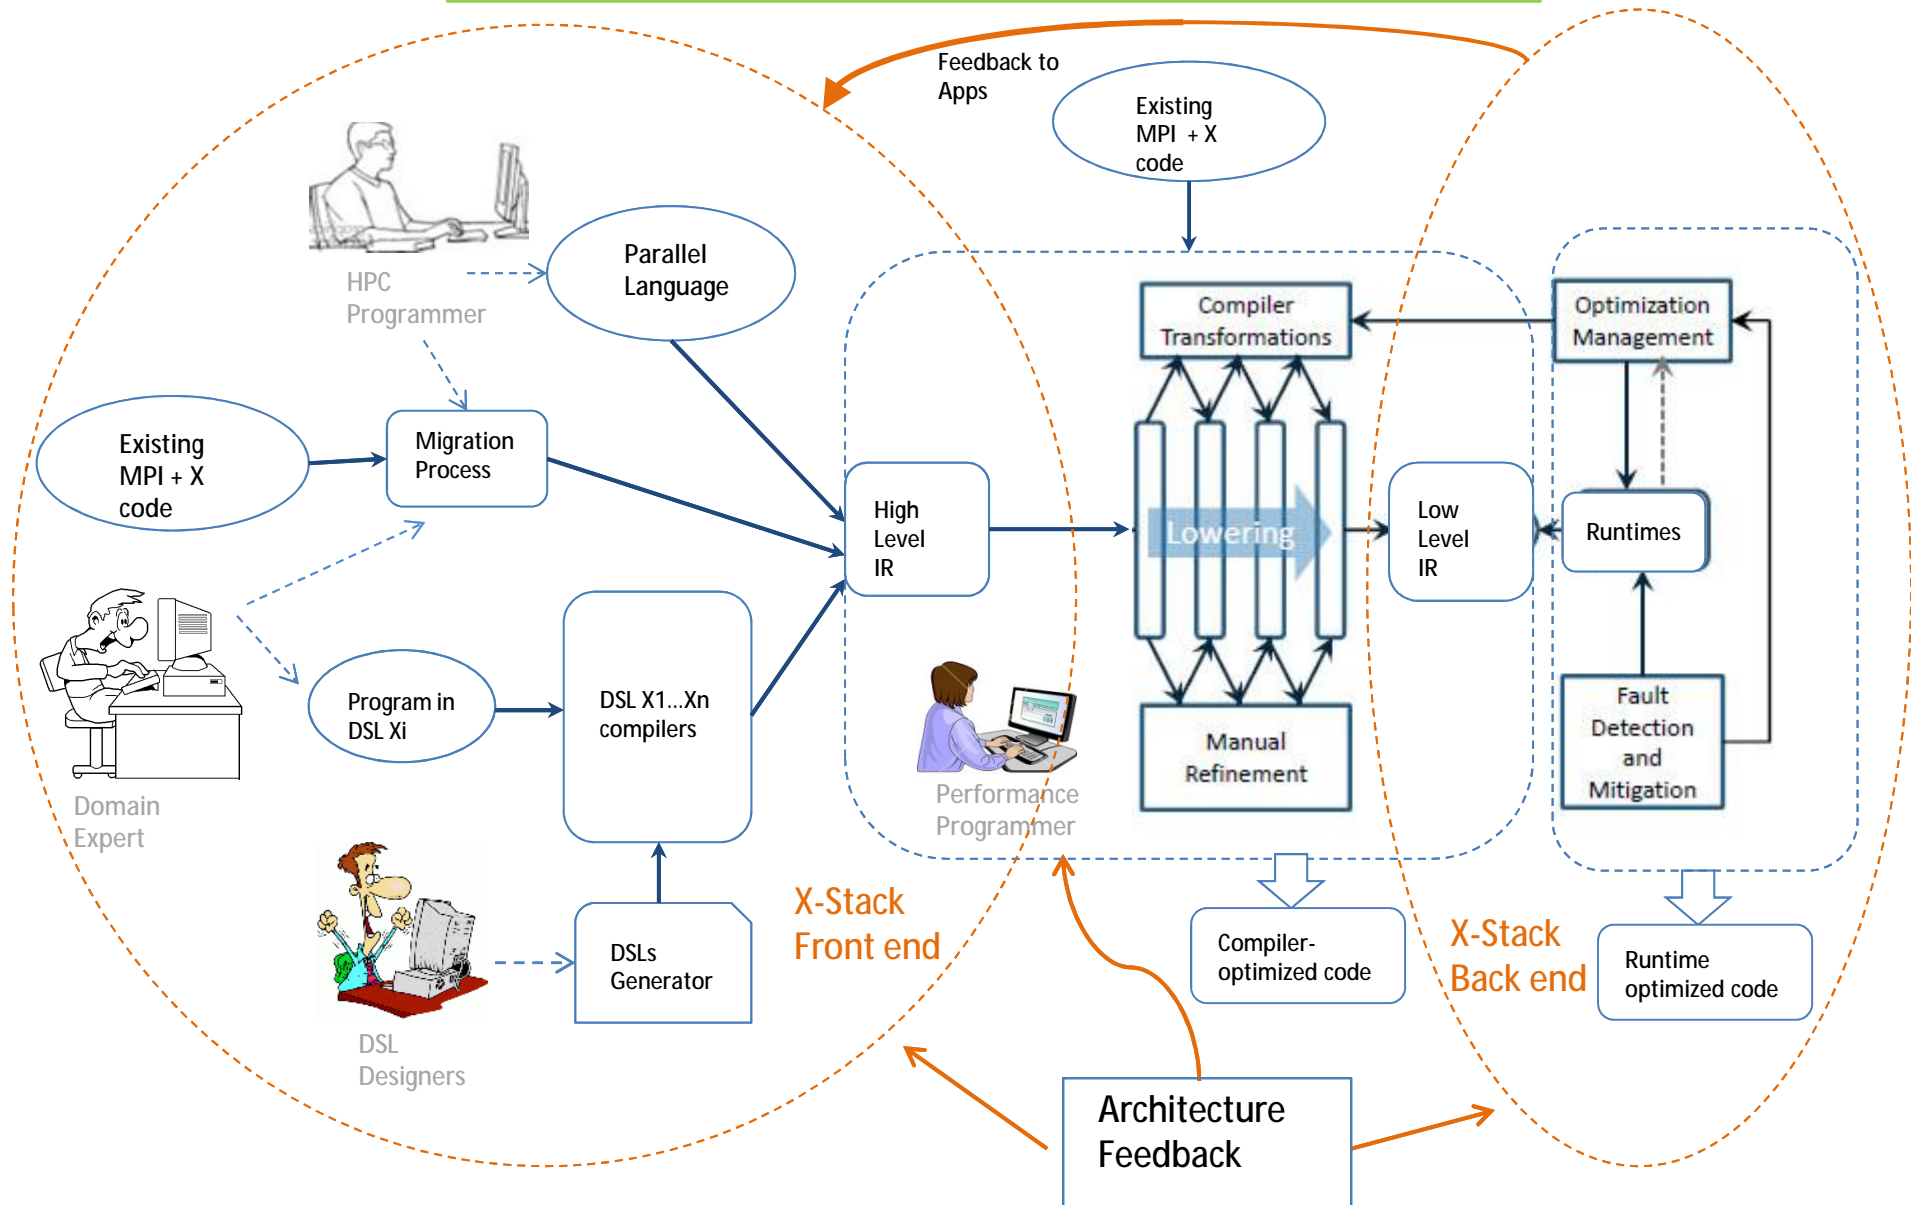 Feedback to
Apps
Existing
MPI + X
code
HPC
Programmer
Parallel
Language
Compiler
Transformations
Optimization
Management
Existing
MPI + X
code
Migration
Process
High
Level
IR
Lowering
Low
Level
IR
Runtimes
Domain
Expert
Program in
DSL Xi
DSL X1...Xn
compilers
Performance
Programmer
Manual
Refinement
Fault
Detection
and
Mitigation
X-Stack
Front end
DSL
Designers
DSLs
Generator
Compiler-
optimized code
X-Stack
Back end
Runtime
optimized code
Architecture
Feedback